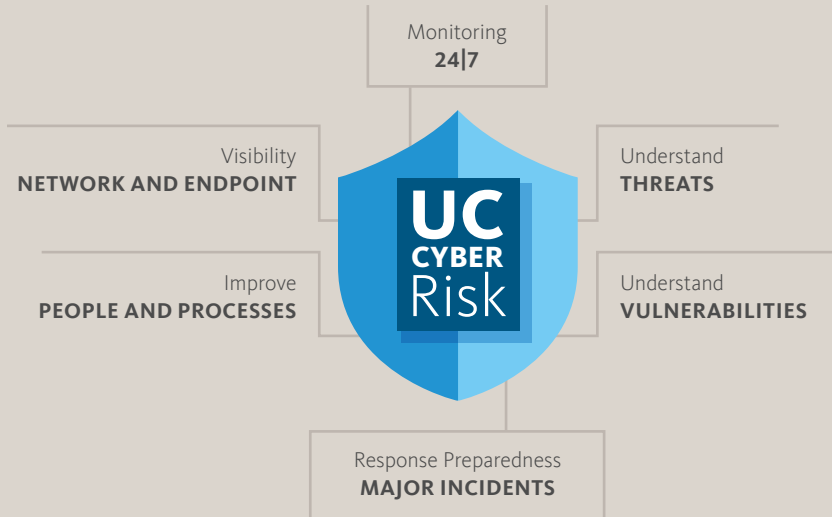 Monitoring
24|7
Visibility
NETWORK AND ENDPOINT
Understand
THREATS
UC
CYBER
Risk
Improve
PEOPLE AND PROCESSES
Understand
VULNERABILITIES
Response Preparedness
MAJOR INCIDENTS